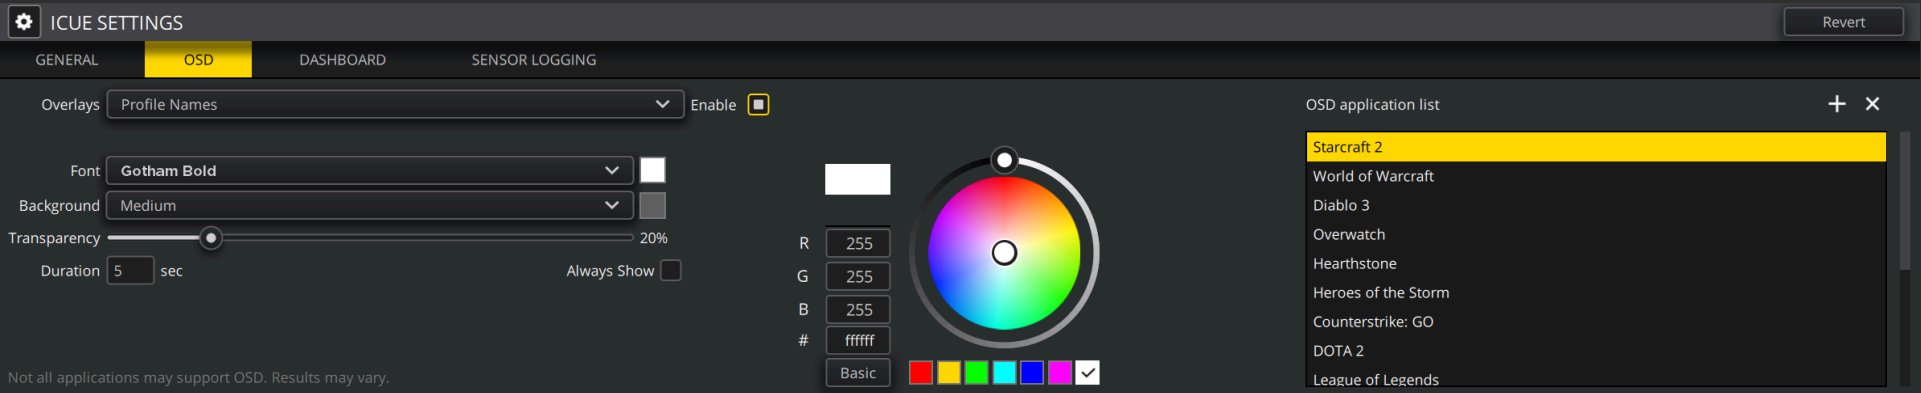 ICUE SETTINGS
Revert
GENERAL OSD DASHBOARD SENSOR LOGGING
Overlays Profile Names Enable
Font Gotham Bold
Background Medium
Transparency 20%
Duration 5 sec Always Show
Not all applications may support OSD. Results may vary.
R 255
G 255
B 255
# ffffff
Basic
OSD application list
Starcraft 2
World of Warcraft
Diablo 3
Overwatch
Hearthstone
Heroes of the Storm
Counterstrike: GO
DOTA 2
League of Legends